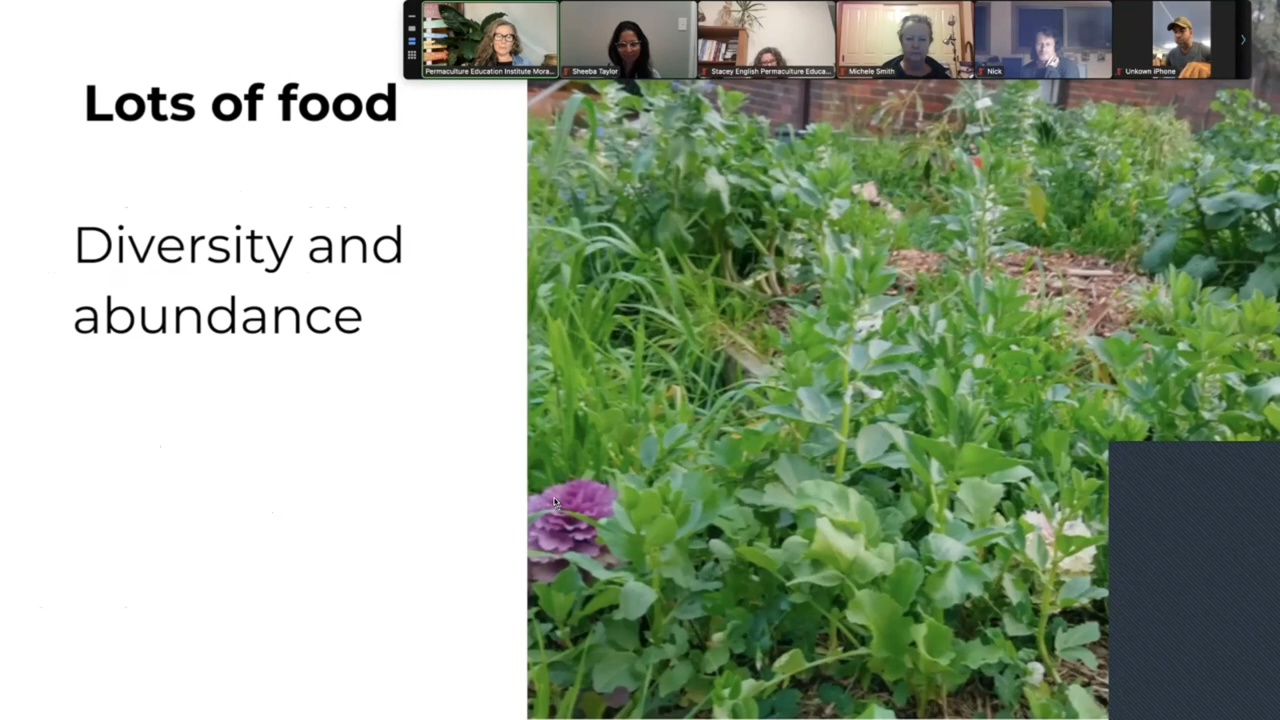 Permaculture Education Institute Mora...
Sheeba Taylor
Stacey English Permaculture Educa...
Michele Smith
Nick
Unkown iPhone
Lots of food
Diversity and
abundance